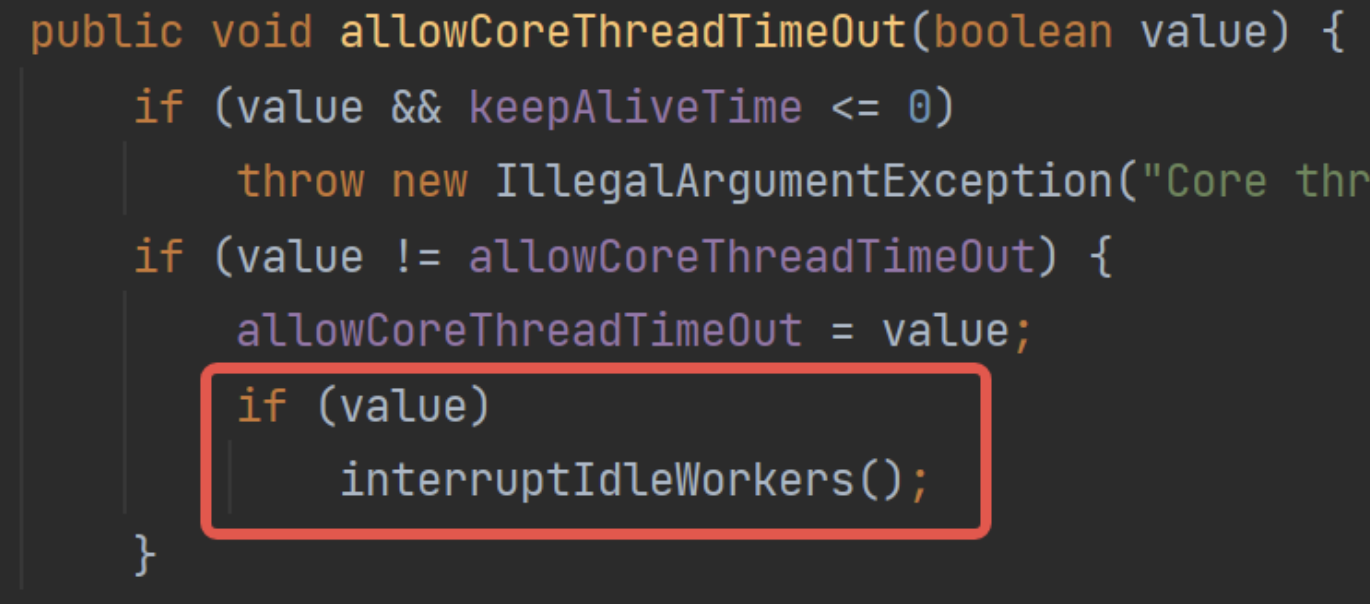 public void allowCoreThreadTimeOut(boolean value) {
if (value && keepAliveTime <= 0)
throw new IllegalArgumentException("Core thr
if (value != allowCoreThreadTimeOut) {
allowCoreThreadTimeOut = value;
if (value)
interruptIdleWorkers();
}